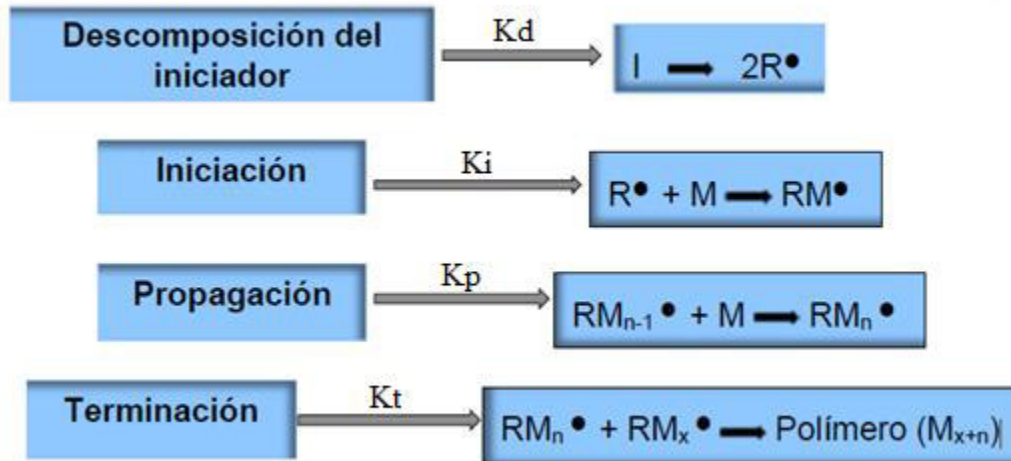 Descomposición del
iniciador
Kd
I → 2R•
Iniciación
Ki
R• + M → RM•
Propagación
Kp
RMₙ₋₁• + M → RMₙ•
Terminación
Kt
RMₙ• + RMₓ• → Polímero (Mₓ₊ₙ)